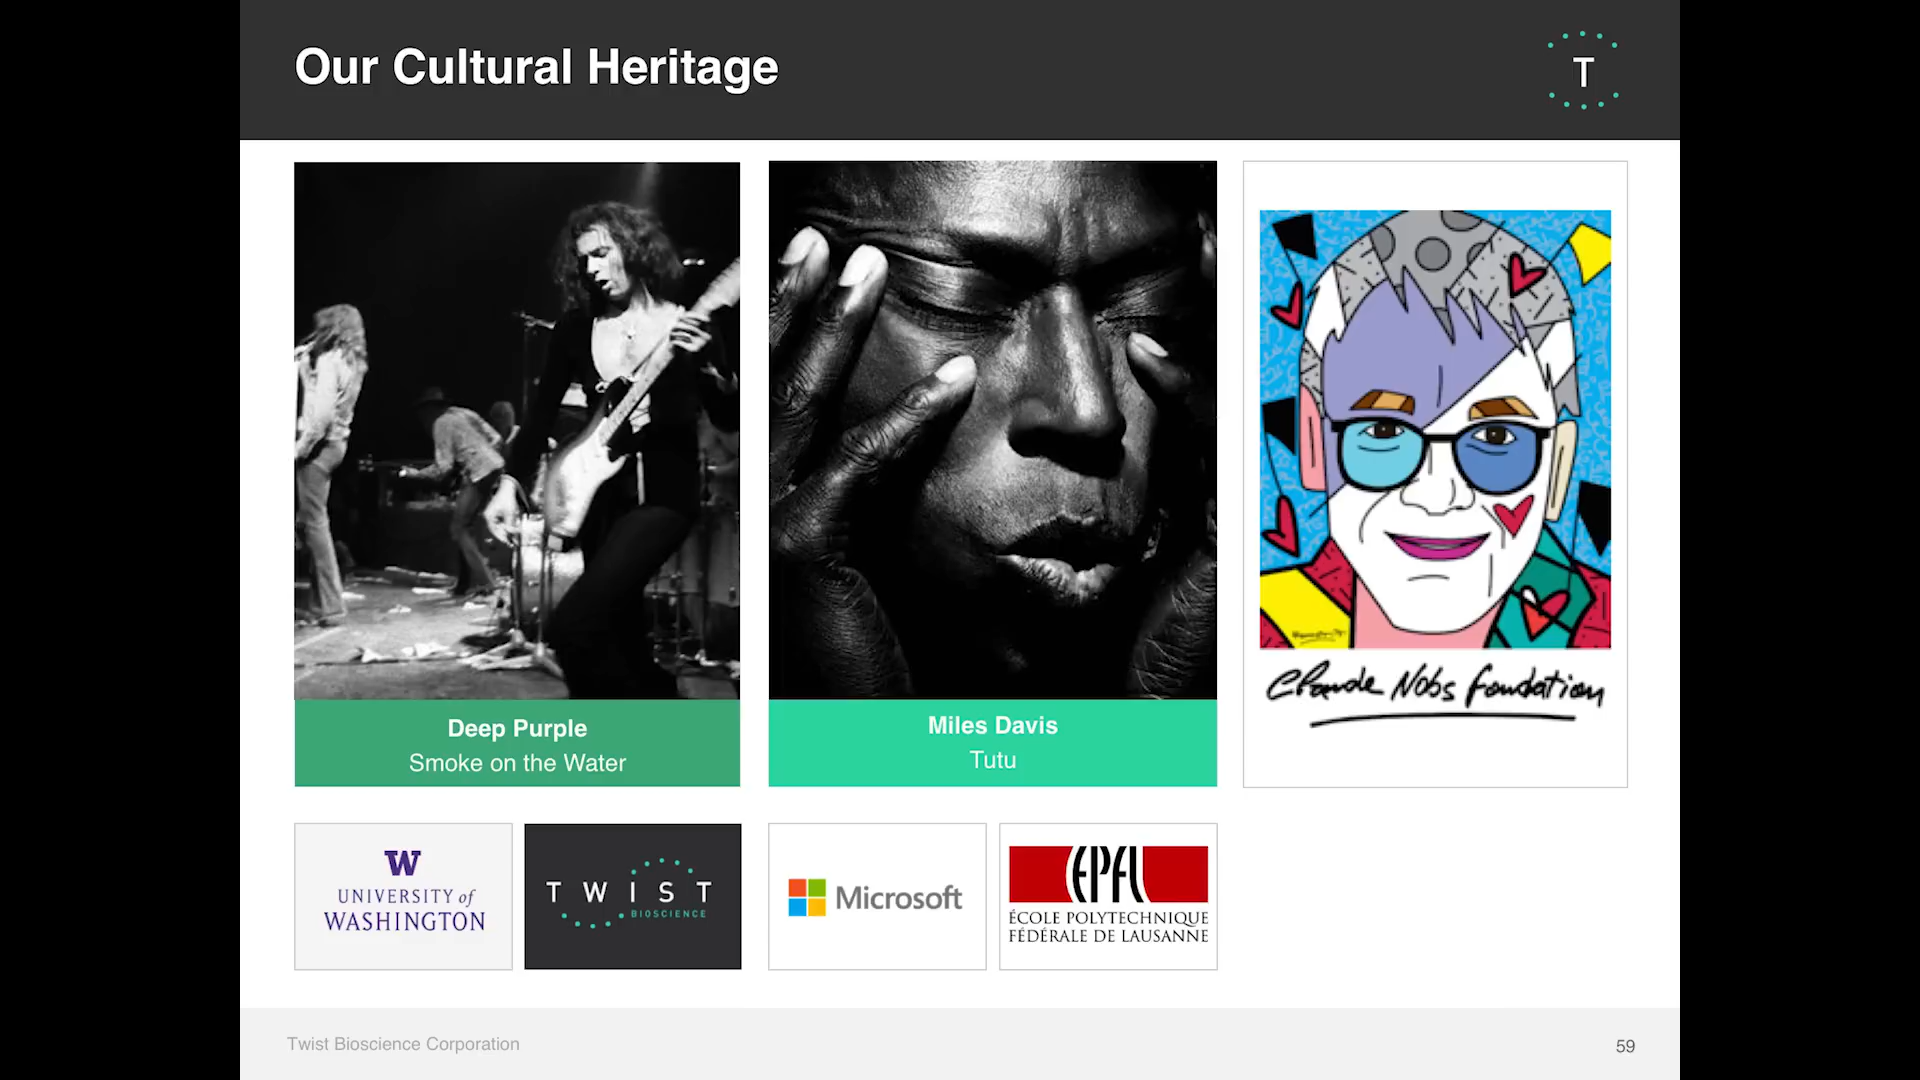 Our Cultural Heritage
T
Deep Purple
Smoke on the Water
Miles Davis
Tutu
Claude Nobs Foundation
W
UNIVERSITY of
WASHINGTON
TWIST
BIOSCIENCE
Microsoft
EPFL
ÉCOLE POLYTECHNIQUE
FÉDÉRALE DE LAUSANNE
Twist Bioscience Corporation
59